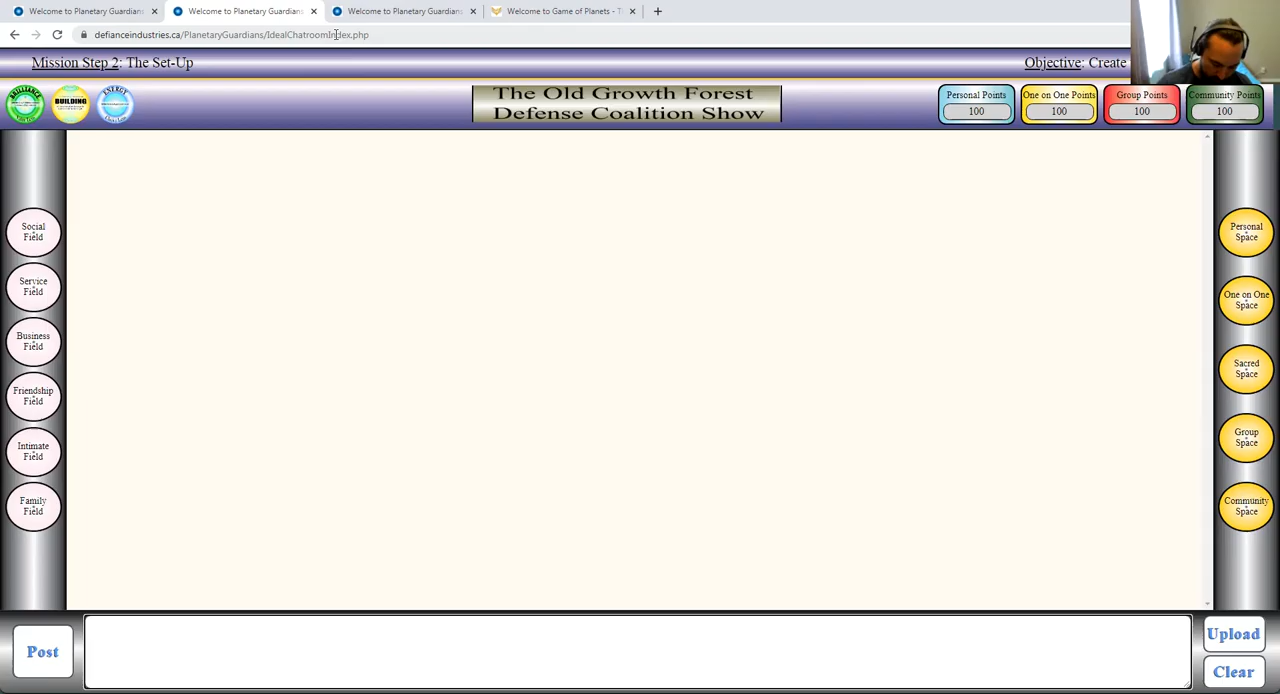 Welcome to Planetary Guardians
Welcome to Planetary Guardians
Welcome to Planetary Guardians
Welcome to Game of Planets - T
defianceindustries.ca/PlanetaryGuardians/IdealChatroomIndex.php
Mission Step 2: The Set-Up
Objective: Create
BUILDING
ENERGY
The Old Growth Forest
Defense Coalition Show
Personal Points
100
One on One Points
100
Group Points
100
Community Points
100
Social
Field
Service
Field
Business
Field
Friendship
Field
Intimate
Field
Family
Field
Personal
Space
One on One
Space
Sacred
Space
Group
Space
Community
Space
Post
Upload
Clear